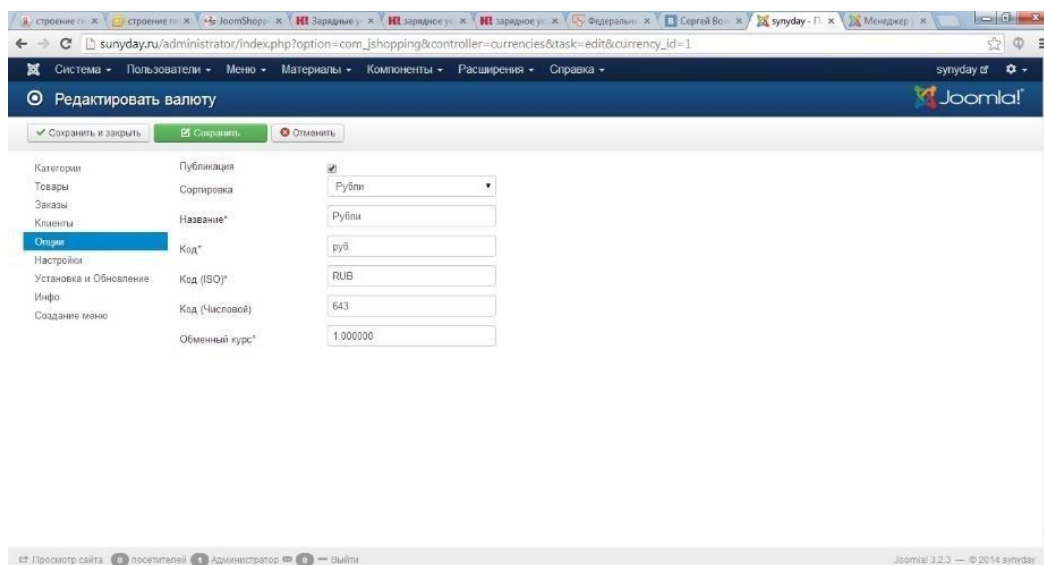 строение JoomShopp Зарядные зарядное зарядное Федеральн Сергей synyday - Менеджер
sunyday.ru/administrator/index.php?option=com_jshopping&controller=currencies&task=edit&currency_id=1
Система Пользователи Меню Материалы Компоненты Расширения Справка synyday
Редактировать валюту Joomla!
Сохранить и закрыть Сохранить Отменить
Категории Публикация
Товары Сортировка Рубли
Заказы
Клиенты Название* Рубли
Опции Код* руб
Настройки
Установка и Обновление Код (ISO)* RUB
Инфо
Создание меню Код (Числовой) 643
Обменный курс* 1.000000
Просмотр сайта 0 посетителей 1 Администратор 0 Выйти Joomla! 3.2.3 — © 2014 synyday